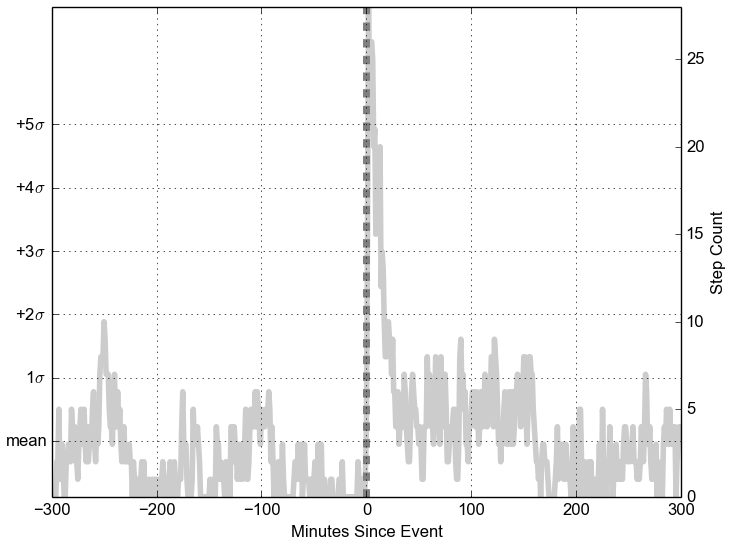 +5σ
+4σ
+3σ
+2σ
1σ
mean
25
20
15
10
5
0
Step Count
−300
−200
−100
0
100
200
300
Minutes Since Event